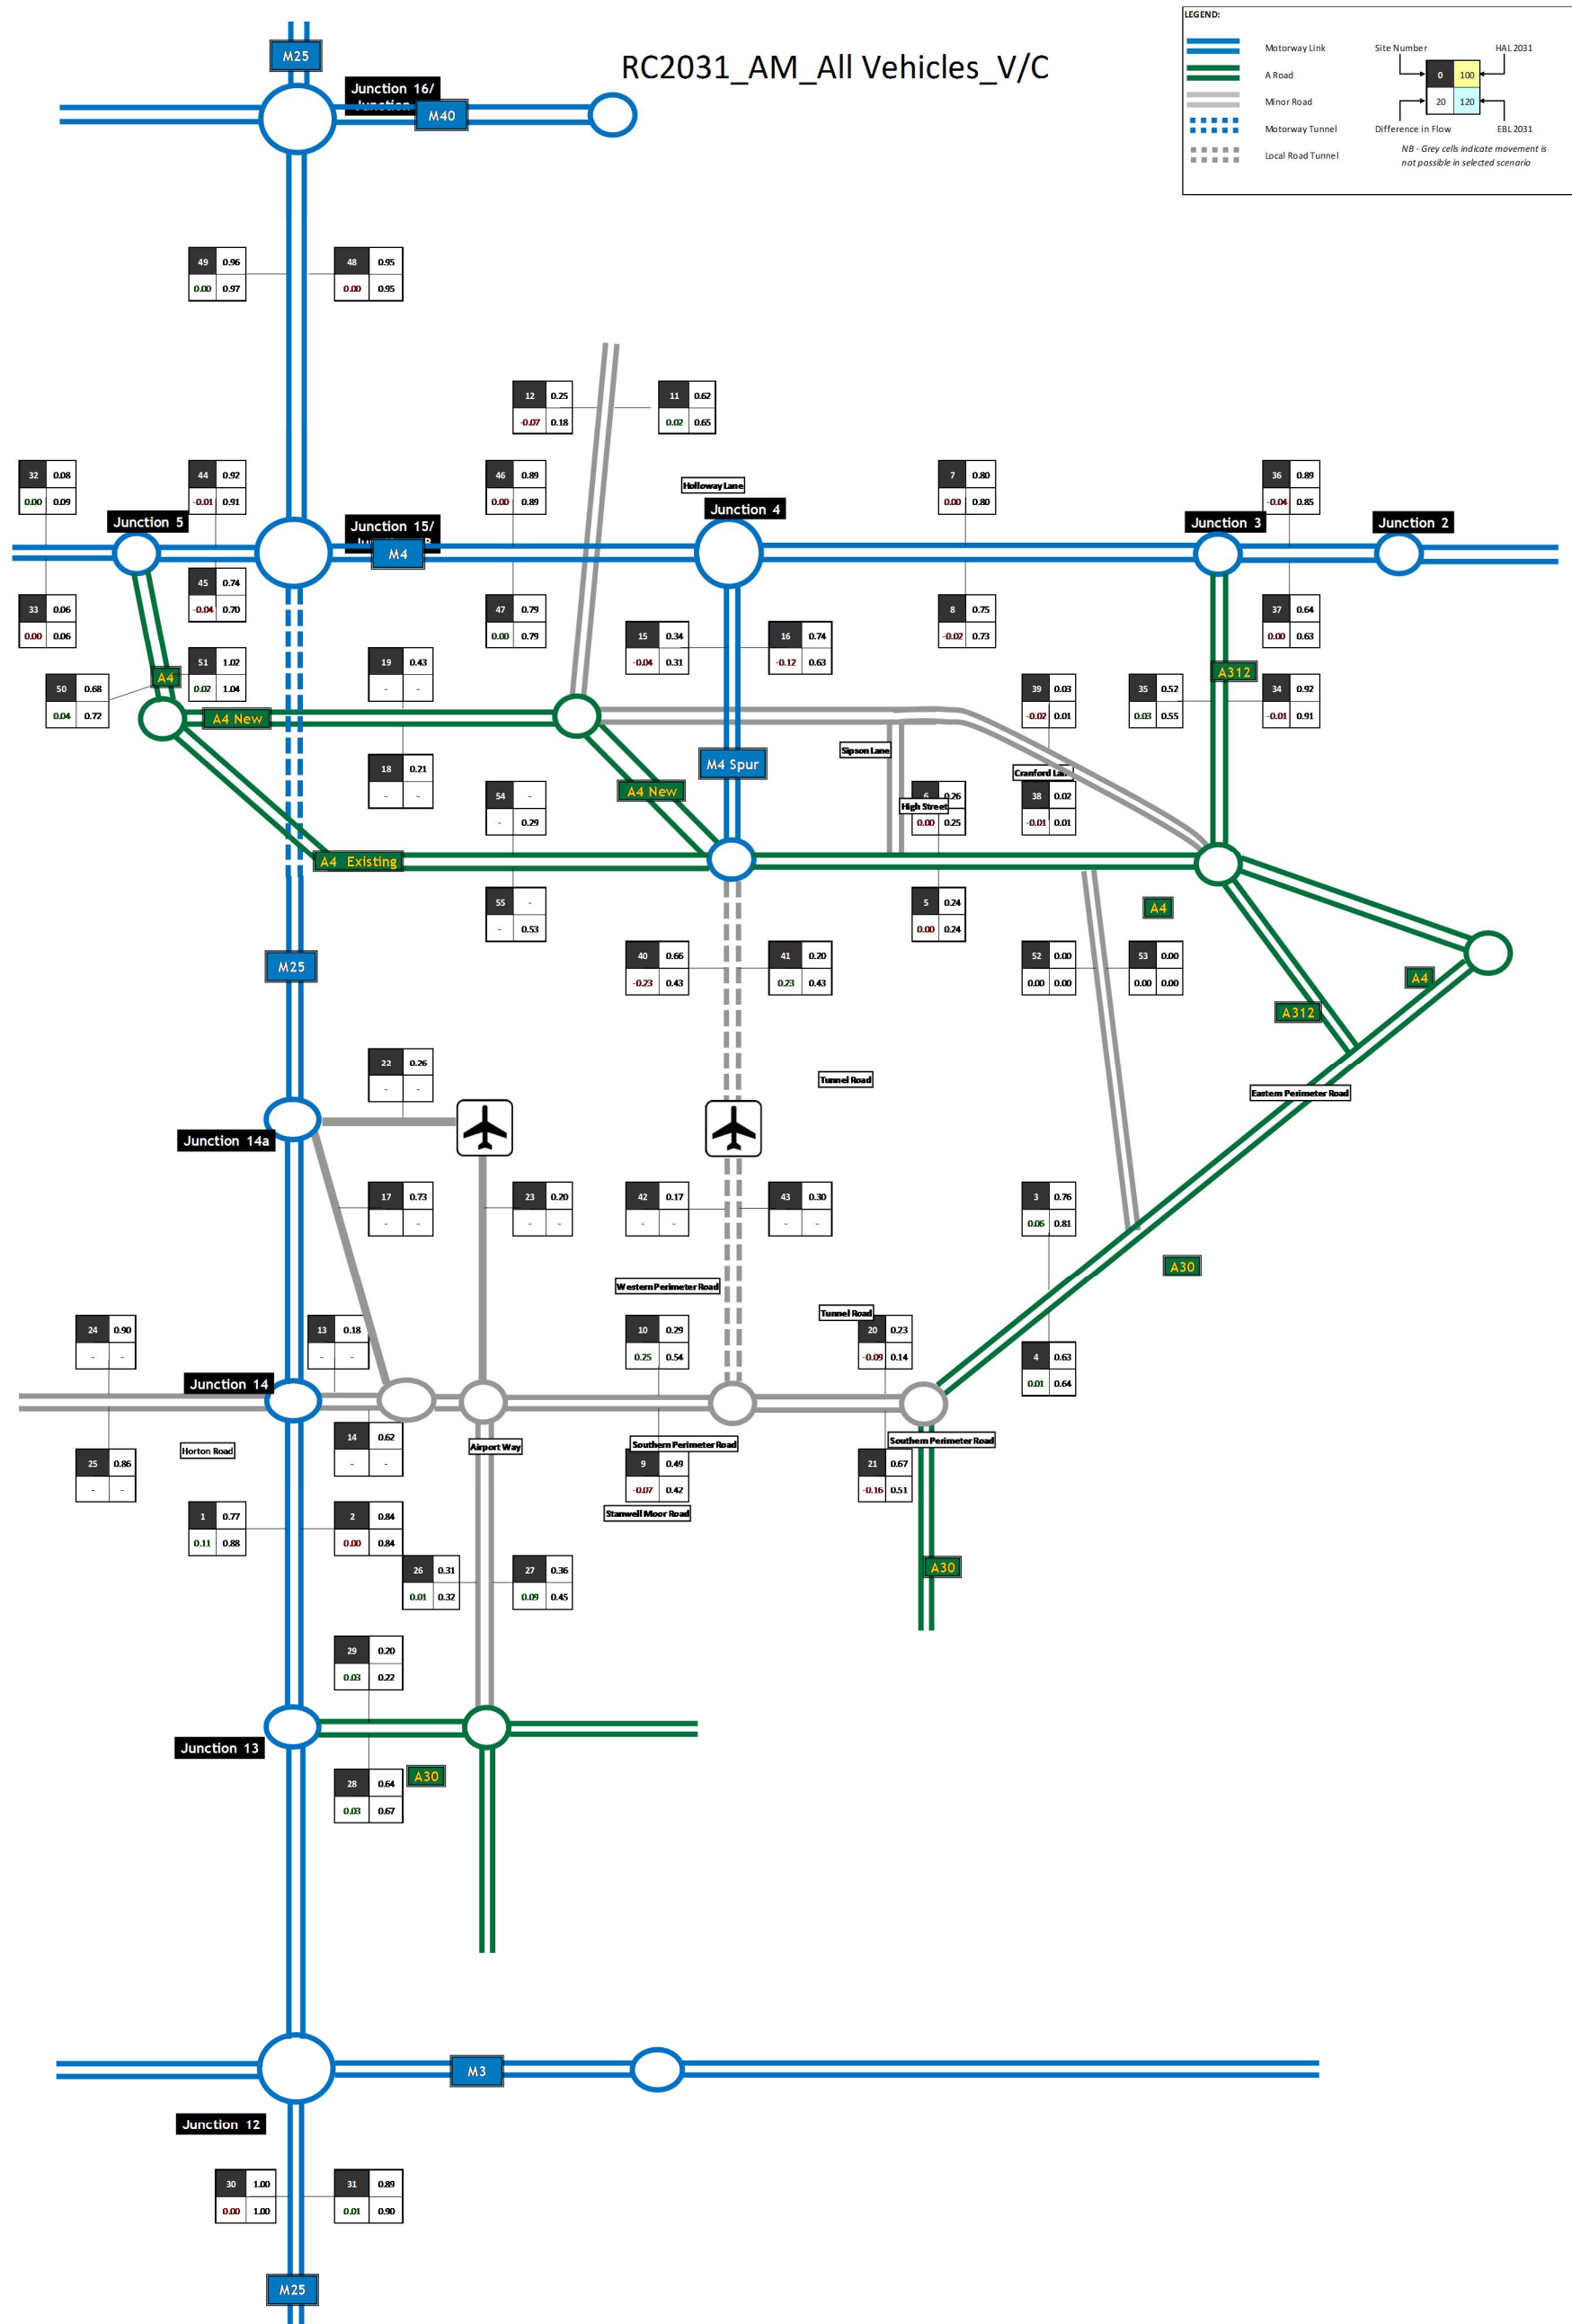 RC2031_AM_All Vehicles_V/C
LEGEND:
Motorway Link
A Road
Minor Road
Motorway Tunnel
Local Road Tunnel
Site Number
HAL 2031
0 100
20 120
Difference in Flow
EBL 2031
NB - Grey cells indicate movement is
not possible in selected scenario
M25
Junction 16/
M40
49 0.96
0.00 0.97
48 0.95
0.00 0.95
12 0.25
-0.07 0.18
11 0.62
0.02 0.65
32 0.08
0.00 0.09
44 0.92
-0.01 0.91
46 0.89
0.00 0.89
Holloway Lane
7 0.80
0.00 0.80
36 0.89
-0.04 0.85
Junction 5
Junction 15/
M4
Junction 4
Junction 3
Junction 2
33 0.06
0.00 0.06
45 0.74
-0.04 0.70
47 0.79
0.00 0.79
15 0.34
-0.04 0.31
16 0.74
-0.12 0.63
8 0.75
-0.02 0.73
37 0.64
0.00 0.63
50 0.68
0.04 0.72
A4
51 1.02
0.02 1.04
19 0.43
- -
39 0.03
-0.02 0.01
35 0.52
0.03 0.55
A312
34 0.92
-0.01 0.91
A4 New
Sipson Lane
18 0.21
- -
M4 Spur
A4 New
54 -
- 0.29
6 0.26
High Street
0.00 0.25
Cranford
38 0.02
-0.01 0.01
A4 Existing
55 -
- 0.53
5 0.24
0.00 0.24
A4
M25
40 0.66
-0.23 0.43
41 0.20
0.23 0.43
52 0.00
0.00 0.00
53 0.00
0.00 0.00
A4
A312
22 0.26
- -
Tunnel Road
Eastern Perimeter Road
Junction 14a
17 0.73
- -
23 0.20
- -
42 0.17
- -
43 0.30
- -
3 0.76
0.06 0.81
A30
Western Perimeter Road
Tunnel Road
24 0.90
- -
13 0.18
- -
10 0.29
0.25 0.54
20 0.23
-0.09 0.14
4 0.63
0.01 0.64
Junction 14
Horton Road
14 0.62
- -
Airport Way
Southern Perimeter Road
Southern Perimeter Road
25 0.86
- -
9 0.49
-0.07 0.42
21 0.67
-0.16 0.51
Stanwell Moor Road
1 0.77
0.11 0.88
2 0.84
0.00 0.84
26 0.31
0.01 0.32
27 0.36
0.09 0.45
A30
29 0.20
0.03 0.22
Junction 13
28 0.64
0.03 0.67
A30
M3
Junction 12
30 1.00
0.00 1.00
31 0.89
0.01 0.90
M25